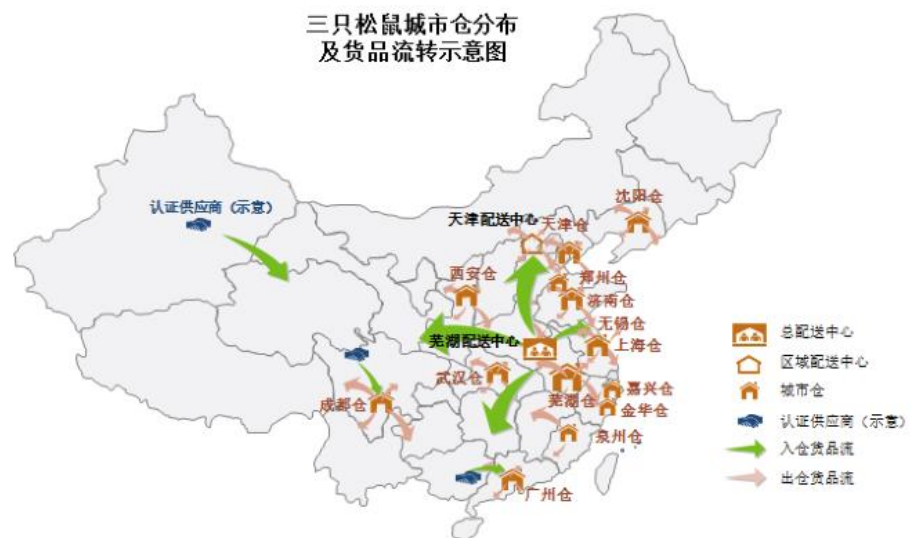 三只松鼠城市仓分布
及货品流转示意图
认证供应商（示意）
沈阳仓
天津配送中心
天津仓
西安仓
郑州仓
济南仓
无锡仓
芜湖配送中心
上海仓
武汉仓
芜湖仓
嘉兴仓
成都仓
金华仓
泉州仓
广州仓
总配送中心
区域配送中心
城市仓
认证供应商（示意）
入仓货品流
出仓货品流